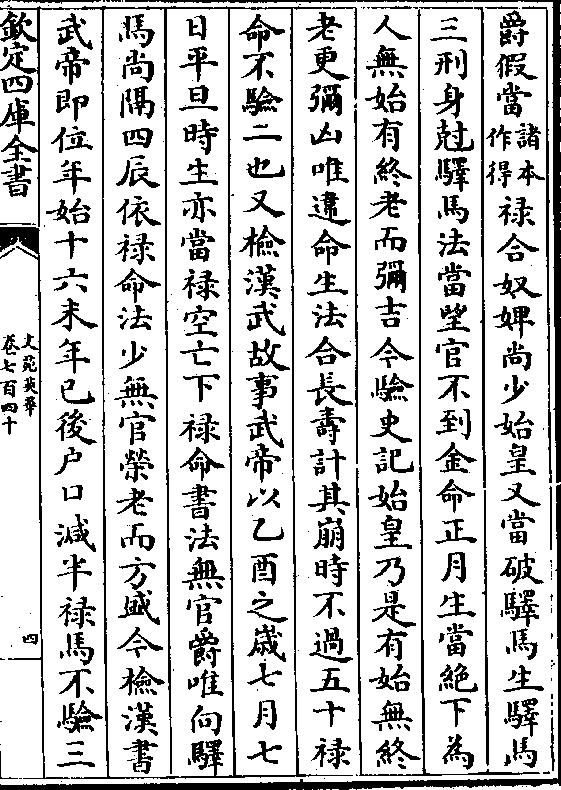 爵假當諸本作得祿合奴婢尚少始皇又當破驛馬生驛馬
三刑身尅驛馬法當望官不到金命正月生當絶下為
人無始有終老而彌吉今驗史記始皇乃是有始無終
老更彌凶唯建命生法合長壽計其崩時不過五十祿
命不驗二也又檢漢武故事武帝以乙酉之歲七月七
日平旦時生亦當祿空亡下祿命書法無官爵唯向驛
馬尚隔四辰依祿命法少無官榮老而方盛今檢漢書
武帝即位年始十六末年已後户口減半祿馬不驗三
欽定四庫全書
文苑英華
卷七百四十
四